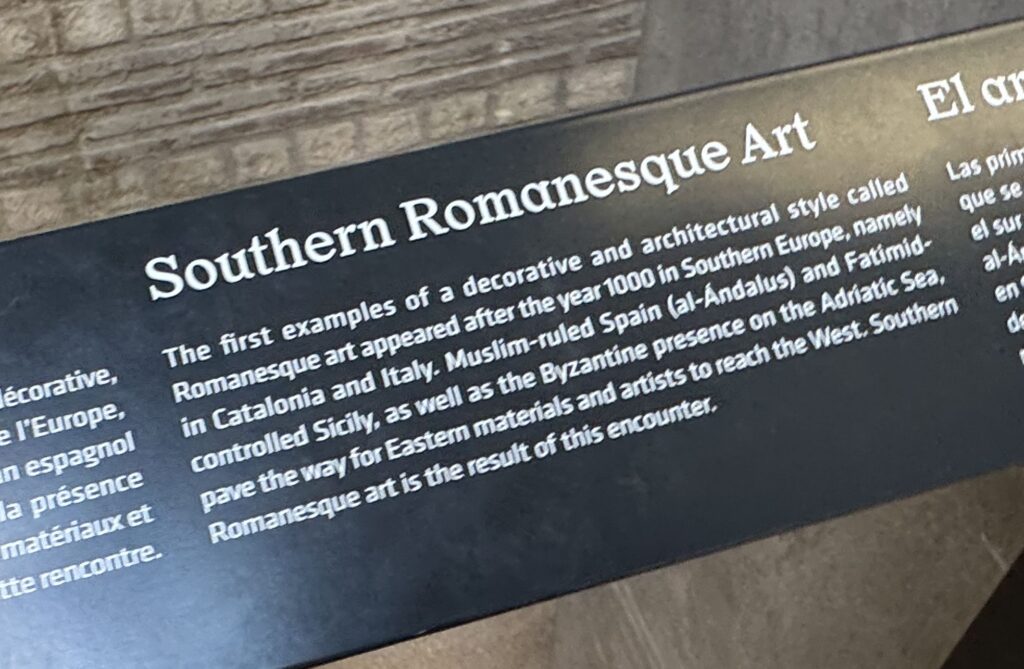 écorative,
e l'Europe,
n espagnol
la présence
matériaux et
tte rencontre.
Southern Romanesque Art
The first examples of a decorative and architectural style called
Romanesque art appeared after the year 1000 in Southern Europe, namely
in Catalonia and Italy. Muslim-ruled Spain (al-Ándalus) and Fatimid-
controlled Sicily, as well as the Byzantine presence on the Adriatic Sea,
pave the way for Eastern materials and artists to reach the West. Southern
Romanesque art is the result of this encounter.
El ar
Las prim
que se
el sur
al-Án
en
de